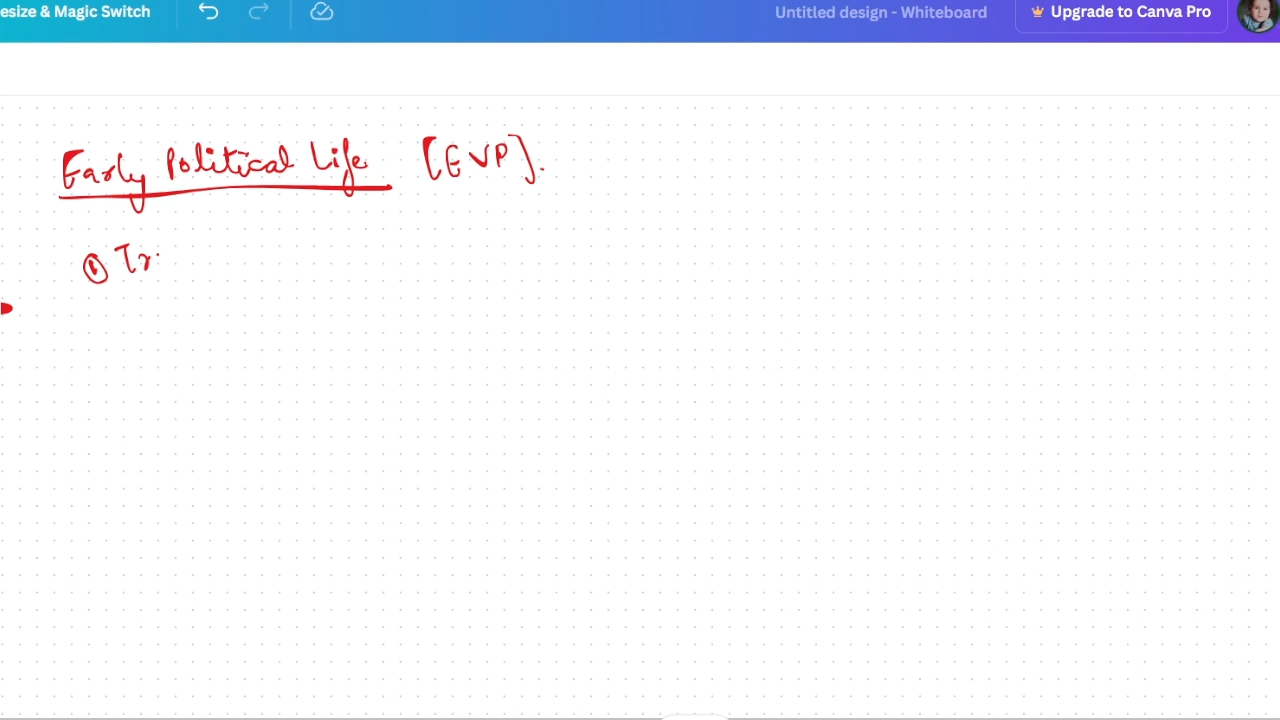 esize & Magic Switch Untitled design - Whiteboard Upgrade to Canva Pro
Early Political Life [EVP].
① Tr